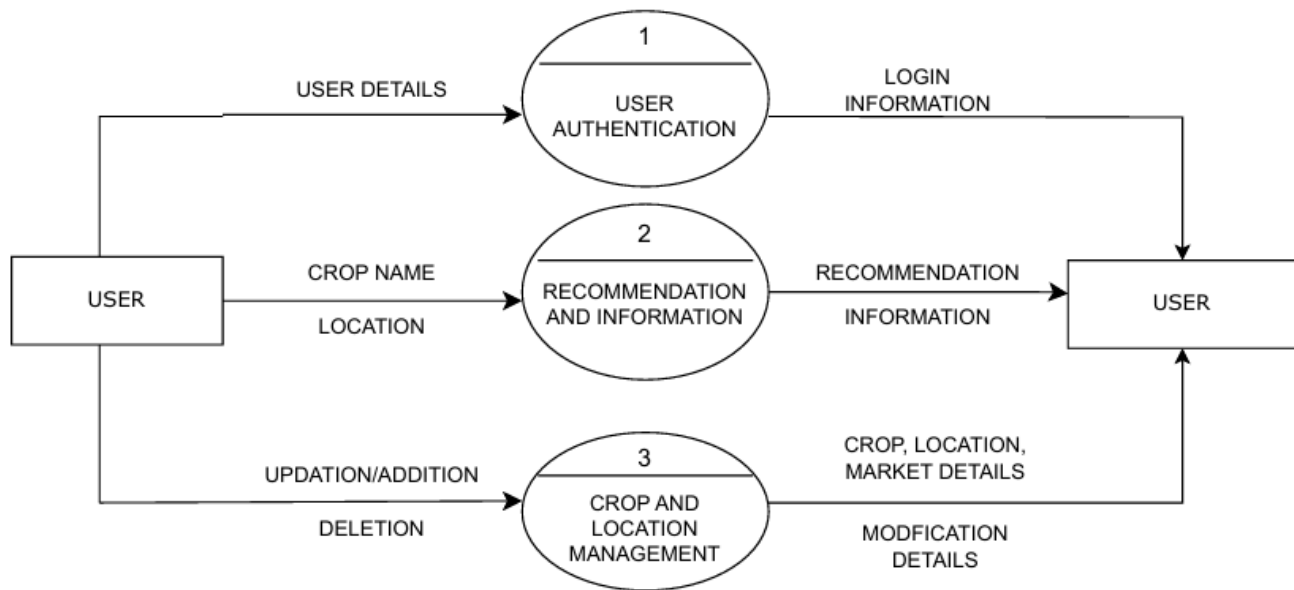 1
USER DETAILS
USER
AUTHENTICATION
LOGIN
INFORMATION
2
USER
CROP NAME
LOCATION
RECOMMENDATION
AND INFORMATION
RECOMMENDATION
INFORMATION
USER
3
UPDATION/ADDITION
DELETION
CROP AND
LOCATION
MANAGEMENT
CROP, LOCATION,
MARKET DETAILS
MODFICATION
DETAILS